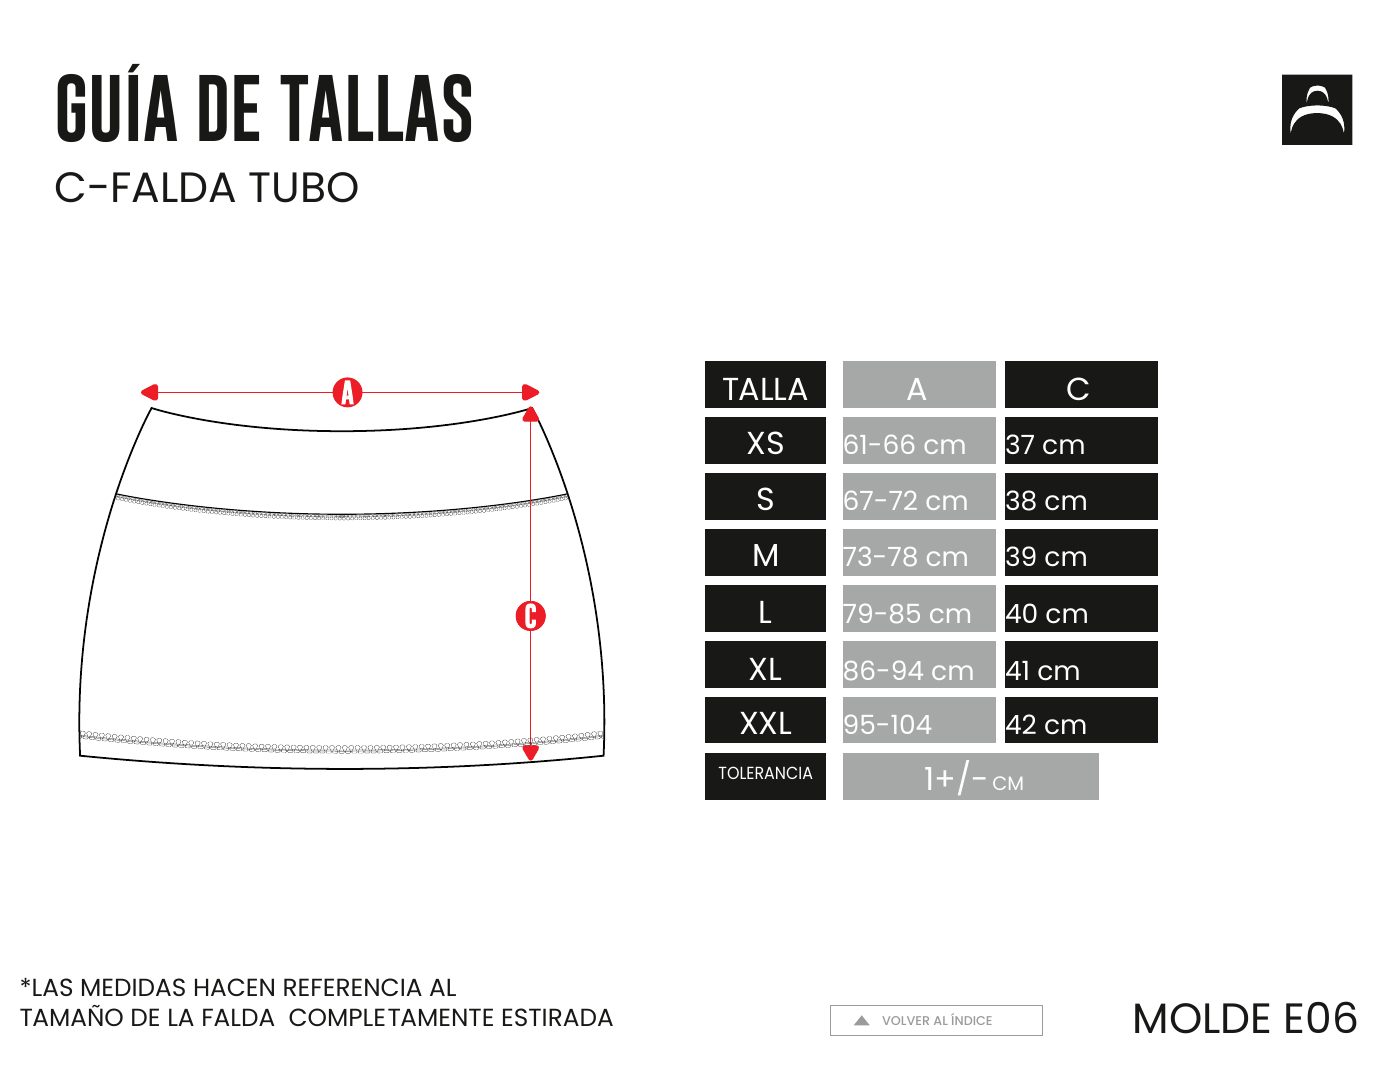 GUÍA DE TALLAS
C-FALDA TUBO
A
C
TALLA A C
XS 61-66 cm 37 cm
S 67-72 cm 38 cm
M 73-78 cm 39 cm
L 79-85 cm 40 cm
XL 86-94 cm 41 cm
XXL 95-104 42 cm
TOLERANCIA 1+/- CM
*LAS MEDIDAS HACEN REFERENCIA AL
TAMAÑO DE LA FALDA COMPLETAMENTE ESTIRADA
VOLVER AL ÍNDICE
MOLDE E06